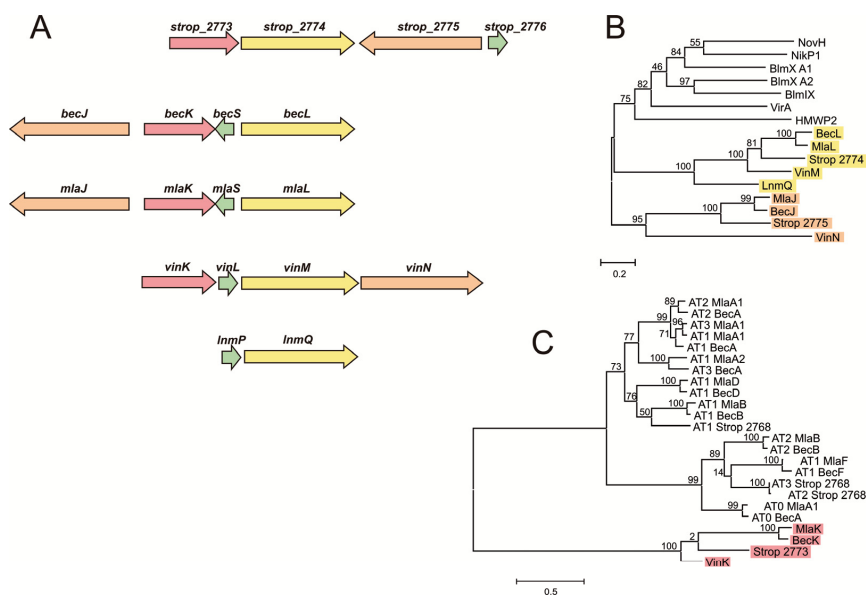 A
strop_2773 strop_2774 strop_2775 strop_2776
becJ becK becS becL
mlaJ mlaK mlaS mlaL
vinK vinL vinM vinN
lnmP lnmQ
B
NovH
55
NikP1
84
BlmX A1
46
BlmX A2
97
BlmIX
82
VirA
75
HMWP2
BecL
100
MlaL
81
Strop 2774
100
VinM
100
LnmQ
MlaJ
99
BecJ
100
Strop 2775
95
VinN
0.2
C
AT2 MlaA1
89
AT2 BecA
99
AT3 MlaA1
96
AT1 MlaA1
71
AT1 BecA
77
AT1 MlaA2
100
AT3 BecA
73
AT1 MlaD
100
AT1 BecD
76
AT1 MlaB
100
AT1 BecB
50
AT1 Strop 2768
AT2 MlaB
100
AT2 BecB
89
AT1 MlaF
100
AT1 BecF
14
AT3 Strop 2768
100
AT2 Strop 2768
99
AT0 MlaA1
99
AT0 BecA
MlaK
100
BecK
2
Strop 2773
100
VinK
0.5